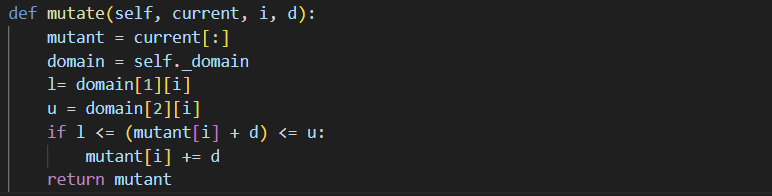 def mutate(self, current, i, d):
    mutant = current[:]
    domain = self._domain
    l= domain[1][i]
    u = domain[2][i]
    if l <= (mutant[i] + d) <= u:
        mutant[i] += d
    return mutant